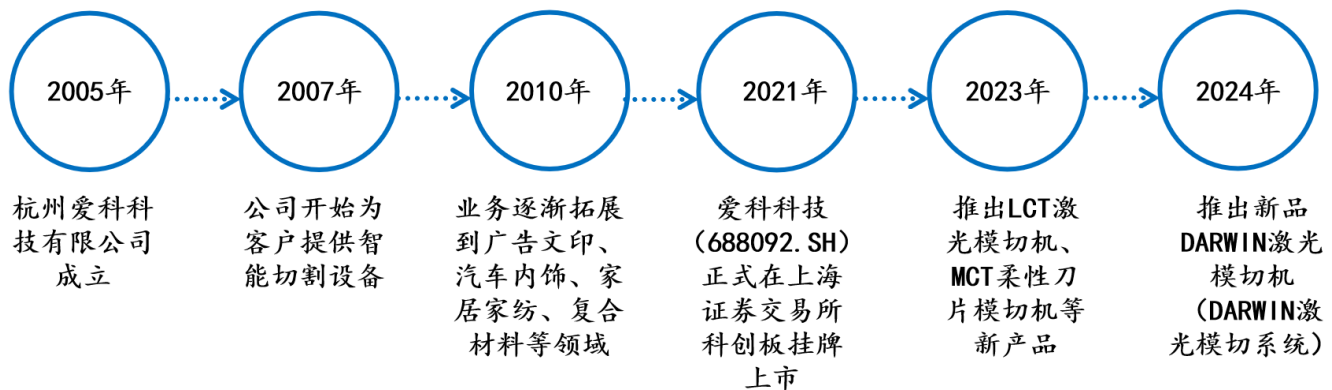 2005年
2007年
2010年
2021年
2023年
2024年
杭州爱科科
技有限公司
成立
公司开始为
客户提供智
能切割设备
业务逐渐拓展
到广告文印、
汽车内饰、家
居家纺、复合
材料等领域
爱科科技
（688092.SH）
正式在上海
证券交易所
科创板挂牌
上市
推出LCT激
光模切机、
MCT柔性刀
片模切机等
新产品
推出新品
DARWIN激光
模切机
（DARWIN激
光模切系统）